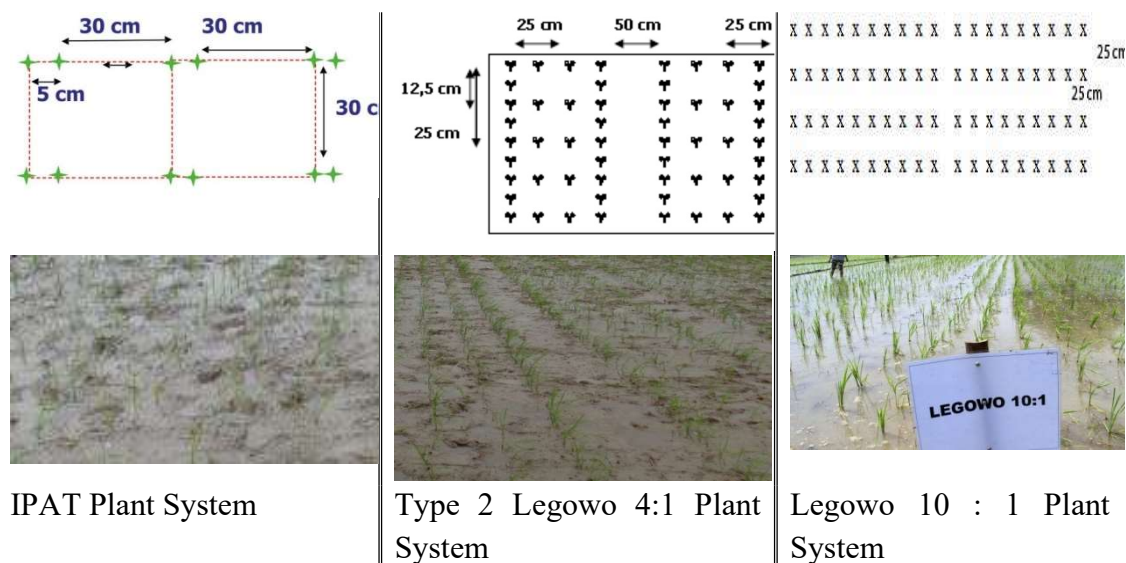 30 cm 30 cm
5 cm
30 c
25 cm 50 cm 25 cm
12,5 cm
25 cm
X X X X X X X X X X X X X X X X X X X
25 cm
X X X X X X X X X X X X X X X X X X X
25 cm
X X X X X X X X X X X X X X X X X X X
X X X X X X X X X X X X X X X X X X X
LEGOWO 10:1
IPAT Plant System
Type 2 Legowo 4:1 Plant
System
Legowo 10 : 1 Plant
System